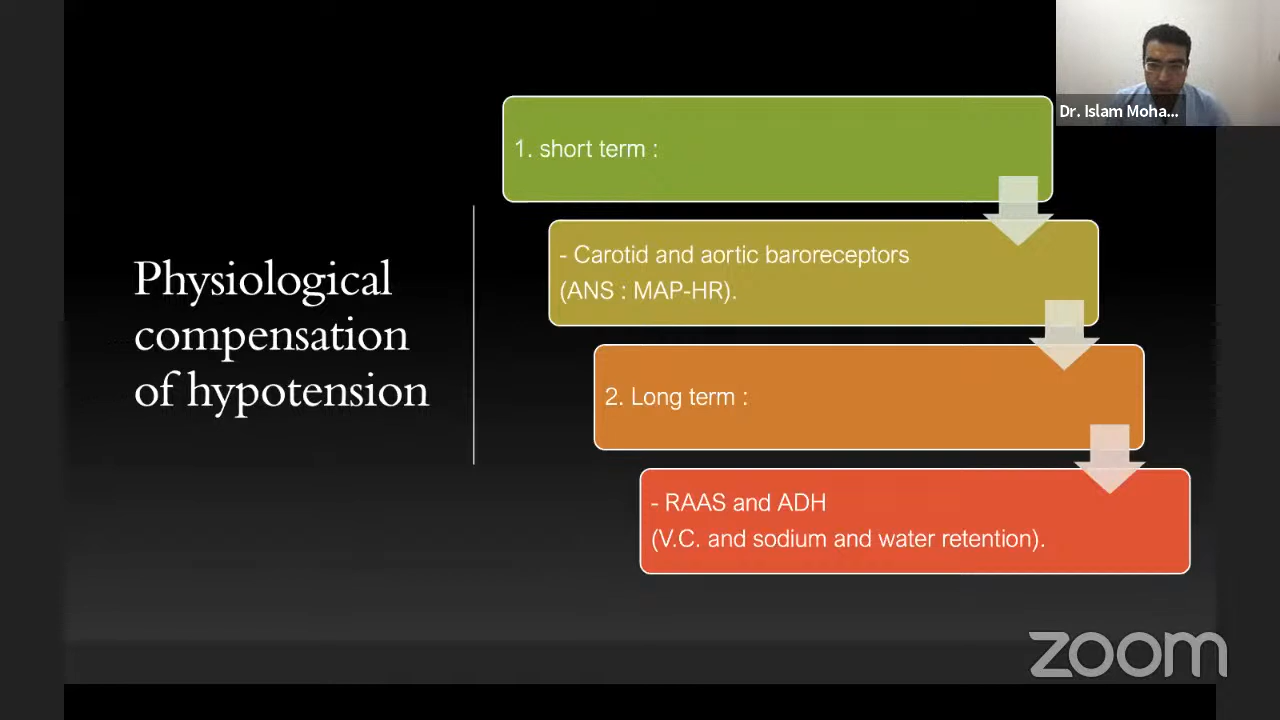 Dr. Islam Moha...
1. short term :
- Carotid and aortic baroreceptors
(ANS : MAP-HR).
Physiological
compensation
of hypotension
2. Long term :
- RAAS and ADH
(V.C. and sodium and water retention).
zoom